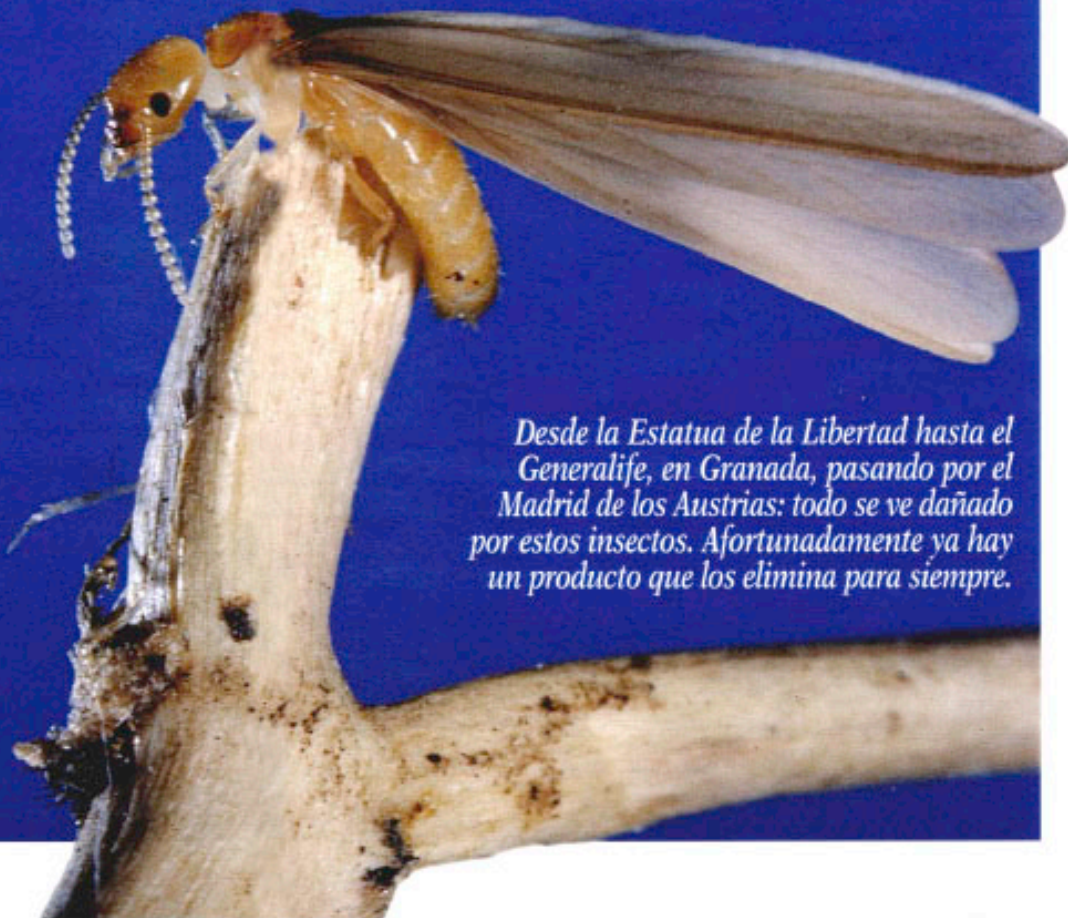 Desde la Estatua de la Libertad hasta el
Generalife, en Granada, pasando por el
Madrid de los Austrias: todo se ve dañado
por estos insectos. Afortunadamente ya hay
un producto que los elimina para siempre.